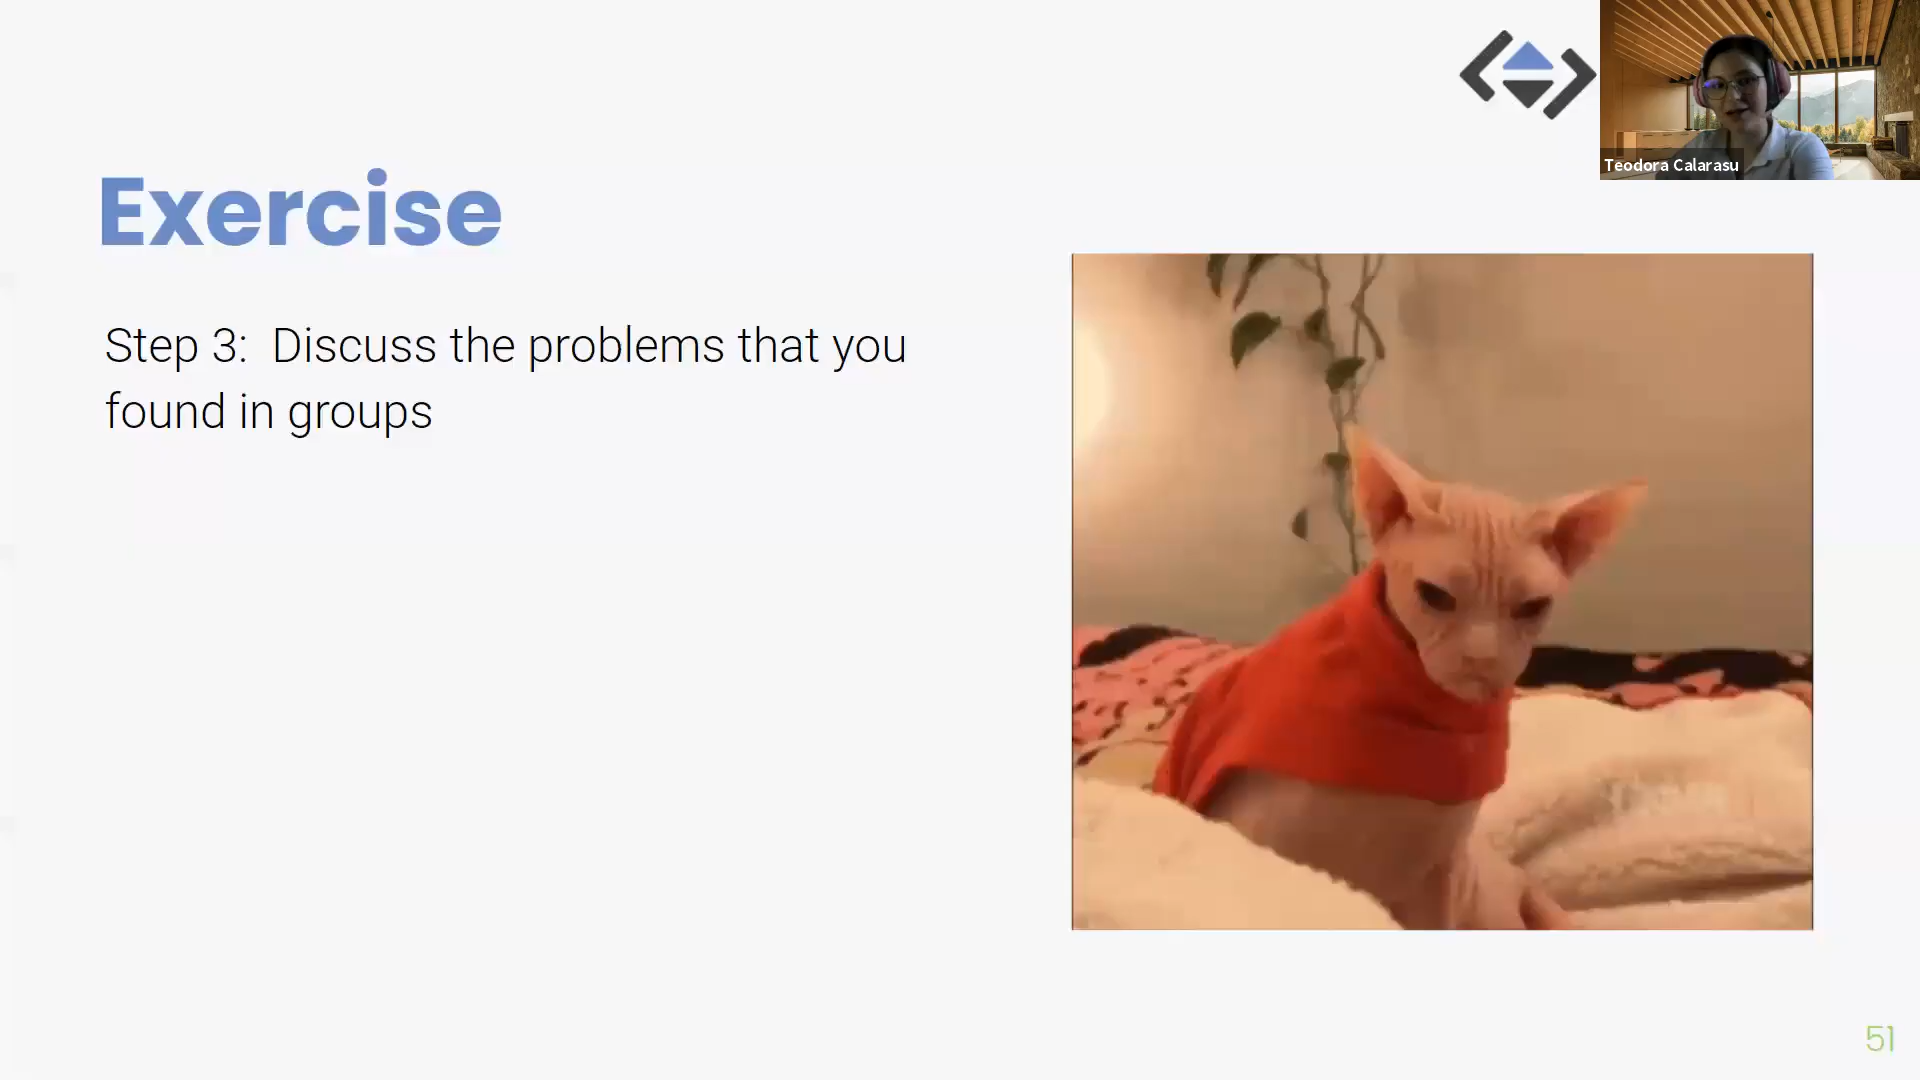 Teodora Calarasu
Exercise
Step 3:  Discuss the problems that you
found in groups
51